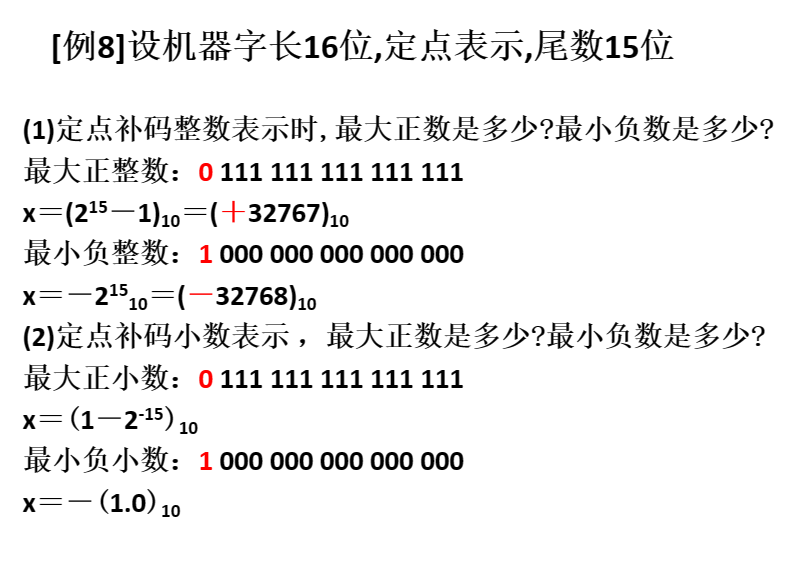 [例8]设机器字长16位,定点表示,尾数15位
(1)定点补码整数表示时,最大正数是多少?最小负数是多少?
最大正整数：0 111 111 111 111 111
x＝(2¹⁵－1)₁₀＝(＋32767)₁₀
最小负整数：1 000 000 000 000 000
x＝－2¹⁵₁₀＝(－32768)₁₀
(2)定点补码小数表示，最大正数是多少?最小负数是多少?
最大正小数：0 111 111 111 111 111
x＝(1－2⁻¹⁵)₁₀
最小负小数：1 000 000 000 000 000
x＝－(1.0)₁₀